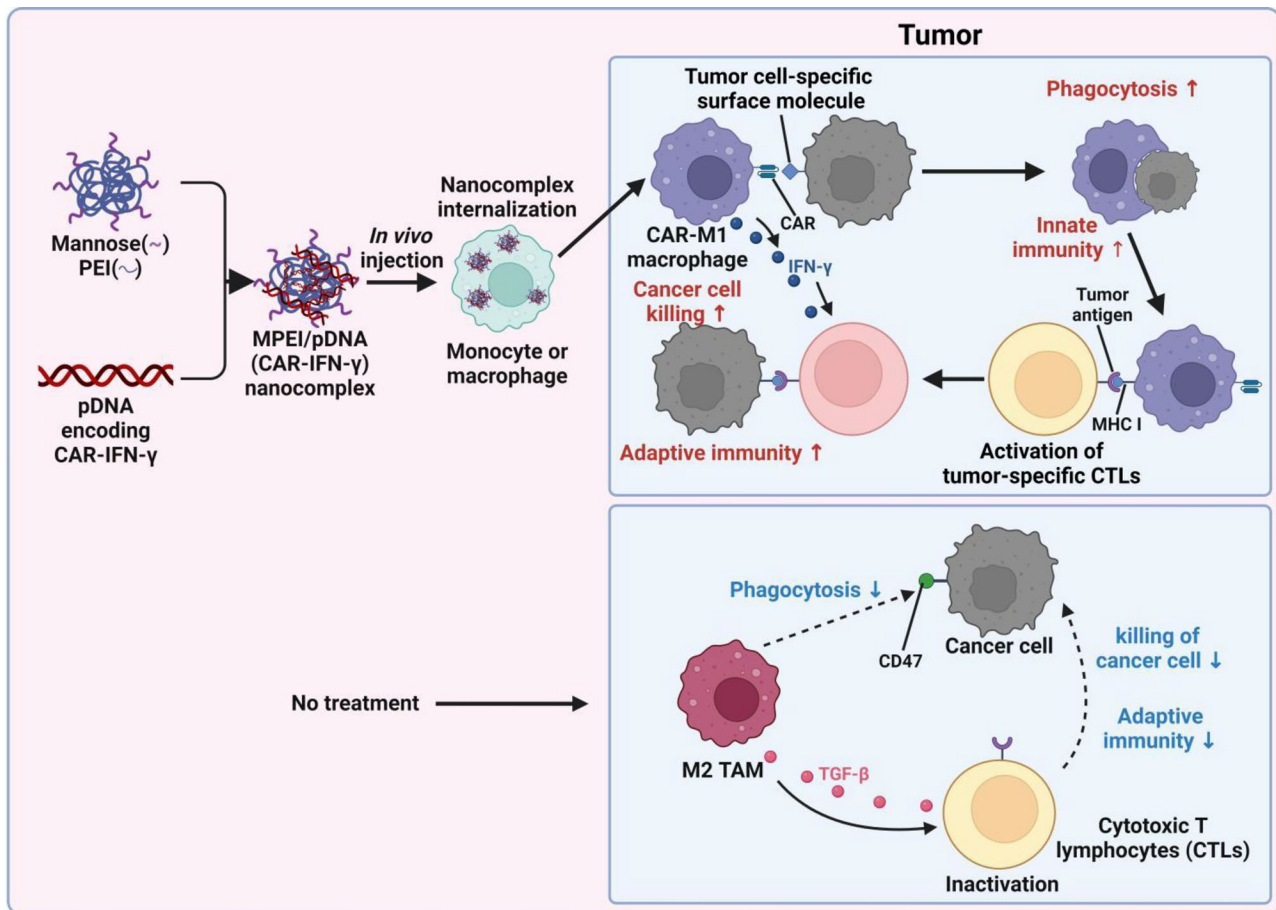 Tumor
Mannose(~)
PEI(~)
pDNA
encoding
CAR-IFN-γ
MPEI/pDNA
(CAR-IFN-γ)
nanocomplex
In vivo
injection
Nanocomplex
internalization
Monocyte or
macrophage
Tumor cell-specific
surface molecule
CAR
CAR-M1
macrophage
IFN-γ
Phagocytosis ↑
Innate
immunity ↑
Tumor
antigen
MHC I
Activation of
tumor-specific CTLs
Cancer cell
killing ↑
Adaptive immunity ↑
No treatment
Phagocytosis ↓
CD47
Cancer cell
killing of
cancer cell ↓
Adaptive
immunity ↓
M2 TAM
TGF-β
Cytotoxic T
lymphocytes (CTLs)
Inactivation